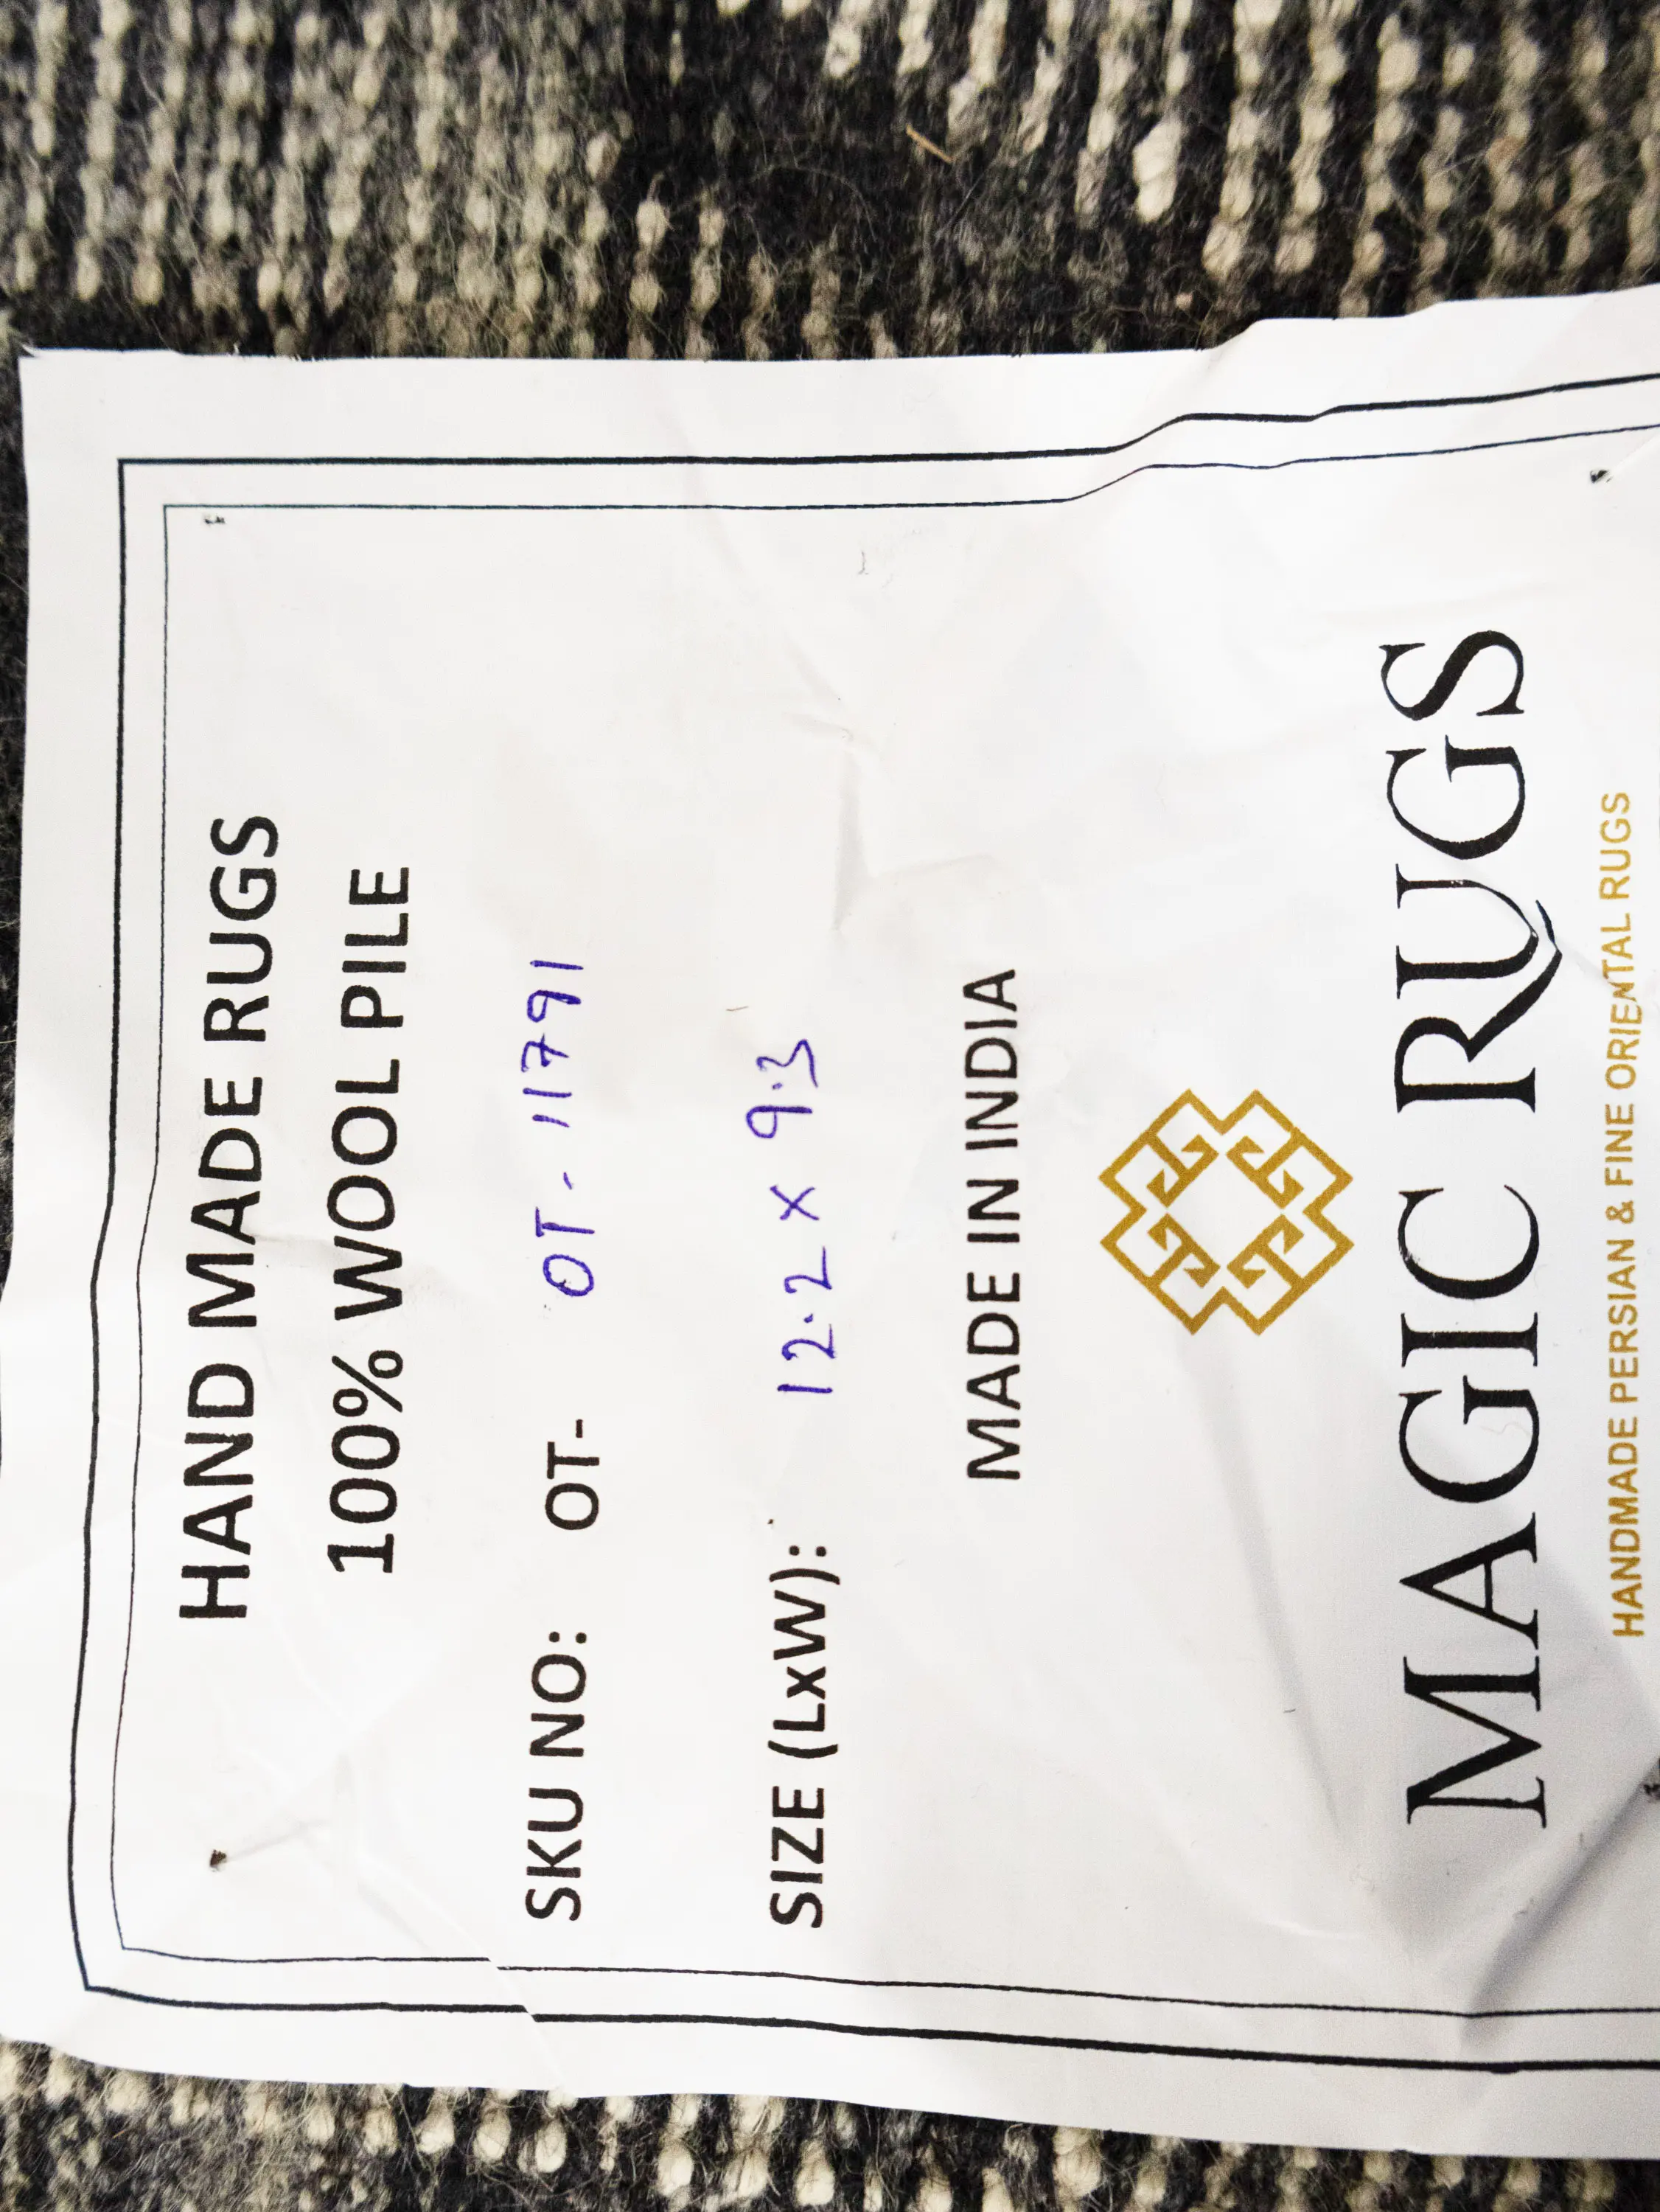 HAND MADE RUGS
100% WOOL PILE
SKU NO: OT- OT-11791
SIZE (LxW): 12.2 x 9.3
MADE IN INDIA
MAGIC RUGS
HANDMADE PERSIAN & FINE ORIENTAL RUGS